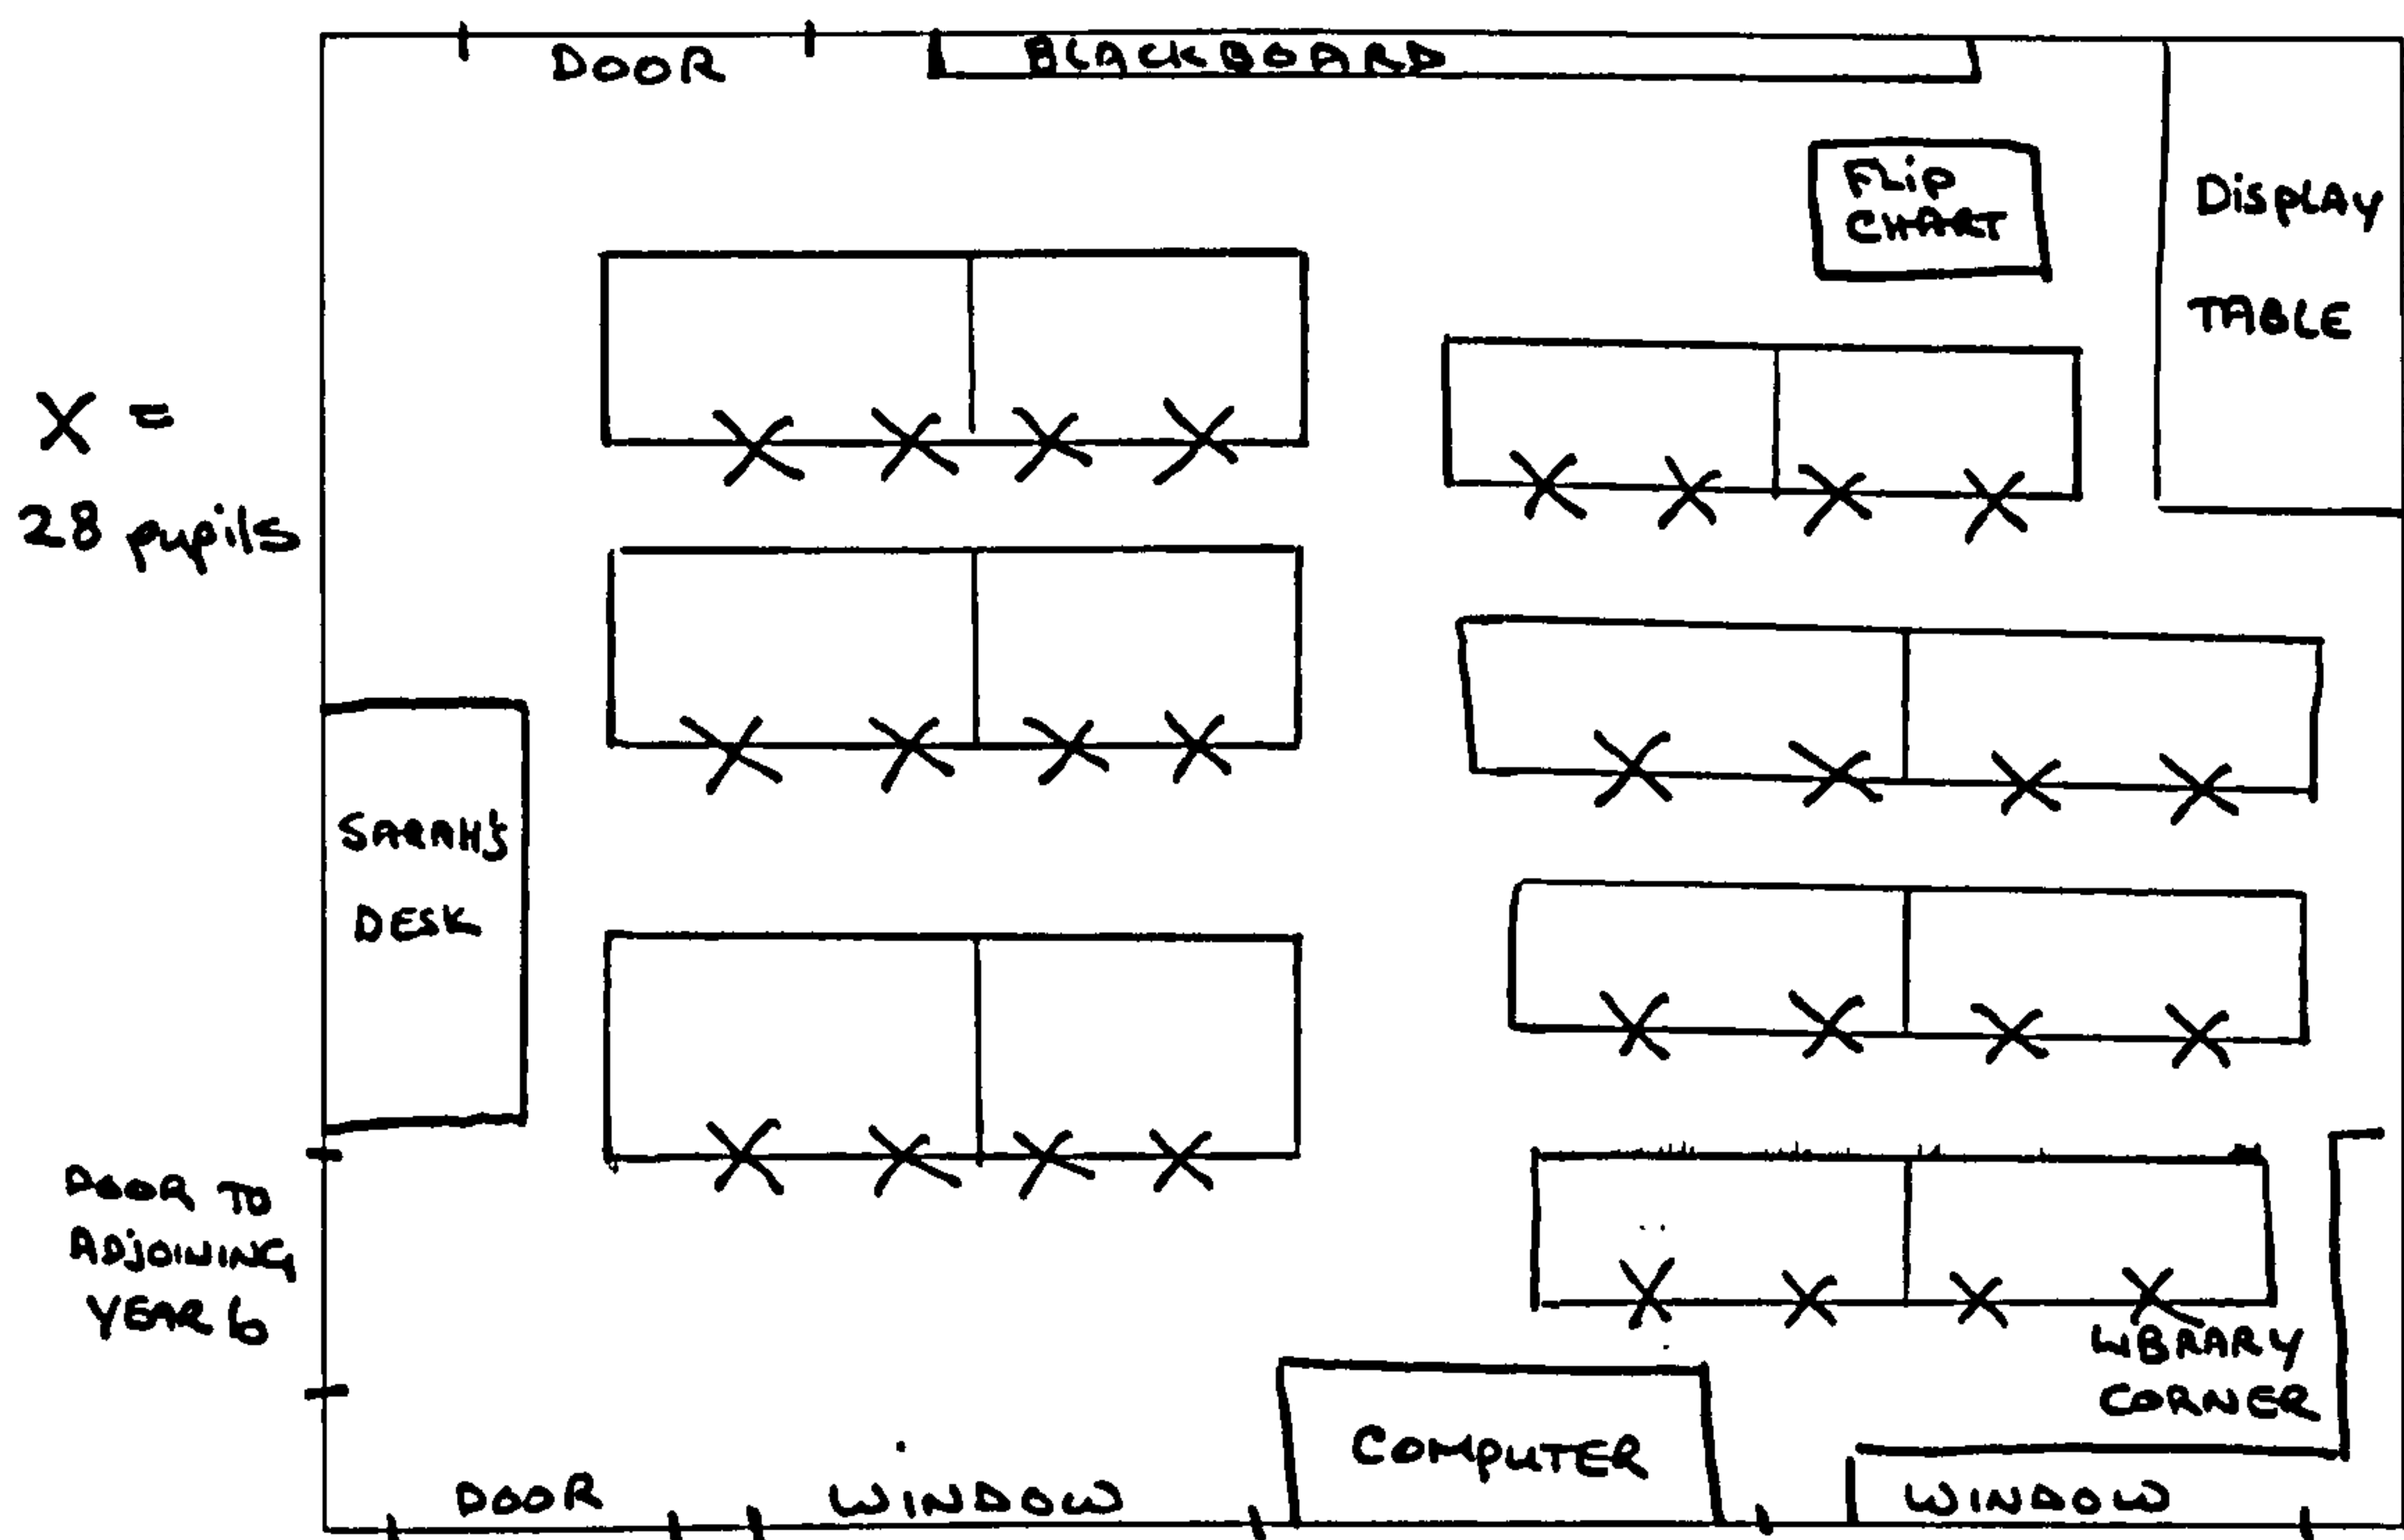 DOOR
BLACKBOARD
FLiP
CHART
DiSPLAY
TABLE
X =
28 pupils
SARAH's
DESK
DOOR TO
ADjOINING
YEAR 6
LIBRARY
CORNER
COMPUTER
DOOR
WINDOW
WINDOW